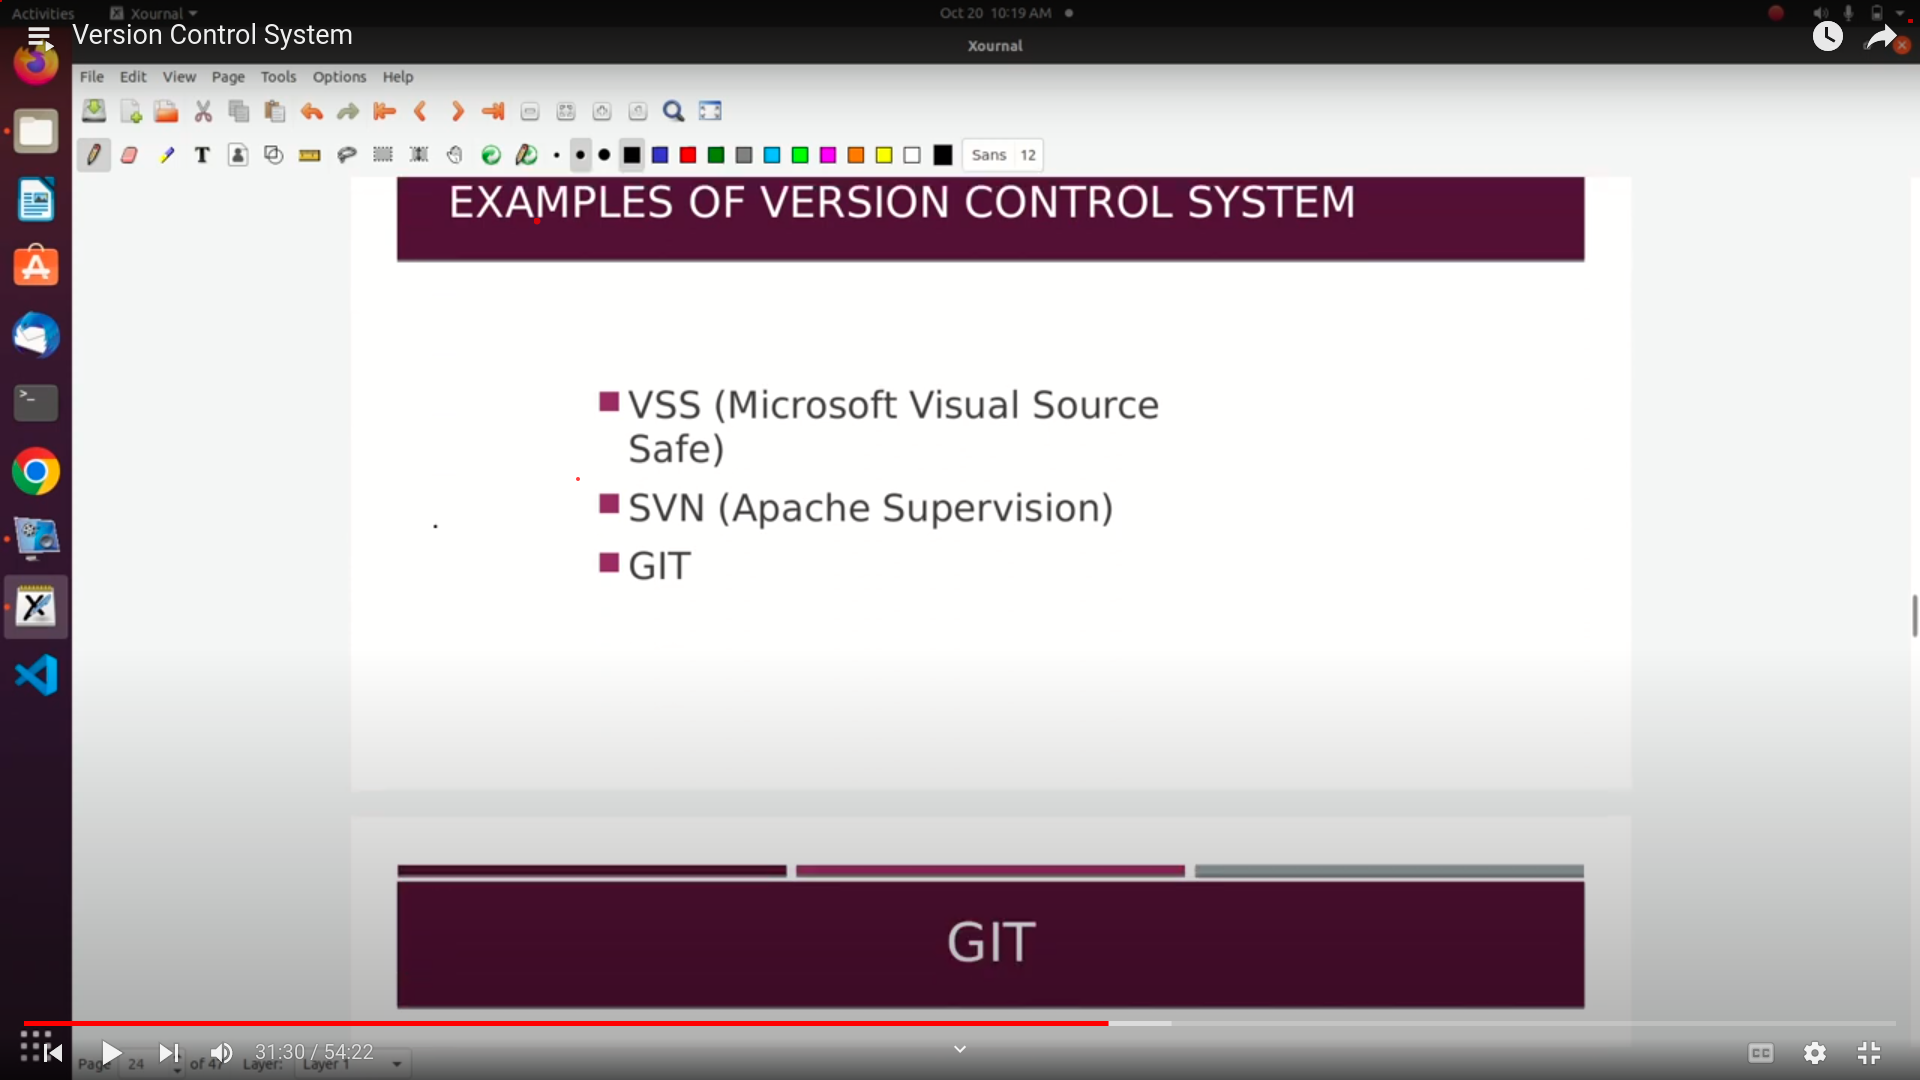 Activities Xournal Oct 20 10:19 AM
Version Control System
Xournal
File Edit View Page Tools Options Help
T Sans 12
EXAMPLES OF VERSION CONTROL SYSTEM
VSS (Microsoft Visual Source
Safe)
SVN (Apache Supervision)
GIT
GIT
31:30 / 54:22 CC
Page 24 of 47 Layer: Layer 1